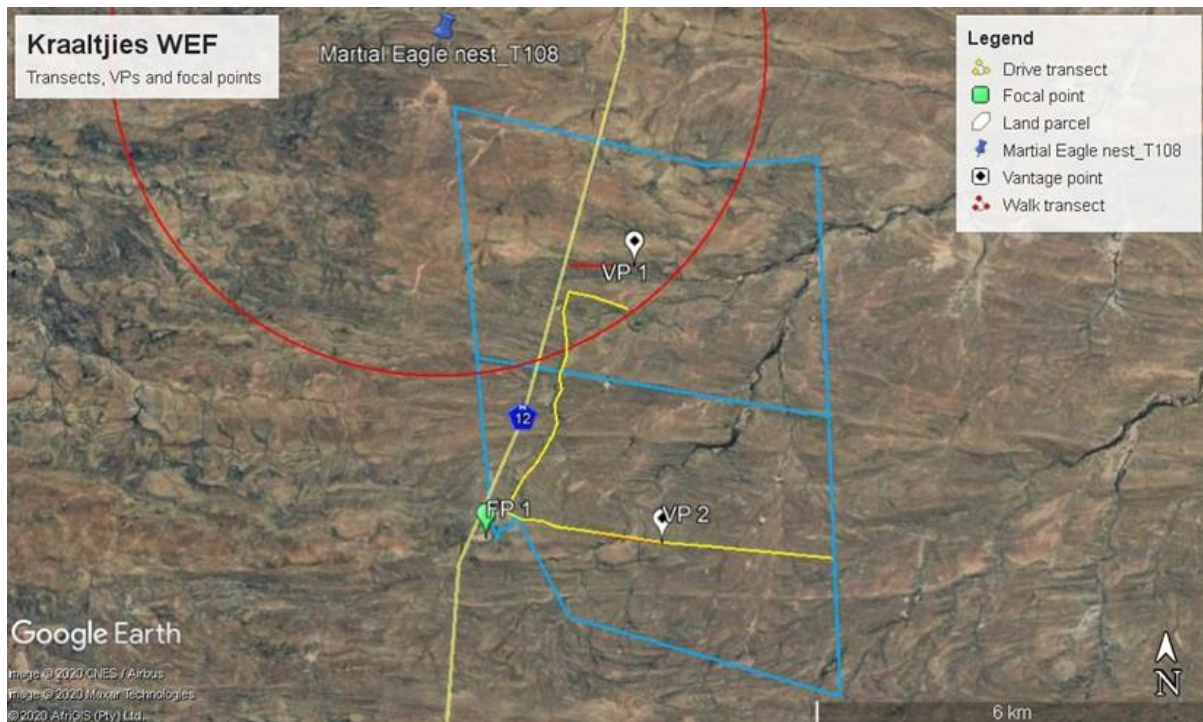 Kraaltjies WEF
Transects, VPs and focal points
Martial Eagle nest_T108
Legend
Drive transect
Focal point
Land parcel
Martial Eagle nest_T108
Vantage point
Walk transect
VP 1
N
12
FP 1
VP 2
Google Earth
Image © 2020 CNES / Airbus
Image © 2020 Maxar Technologies
© 2020 AfriGIS (Pty) Ltd.
N
6 km